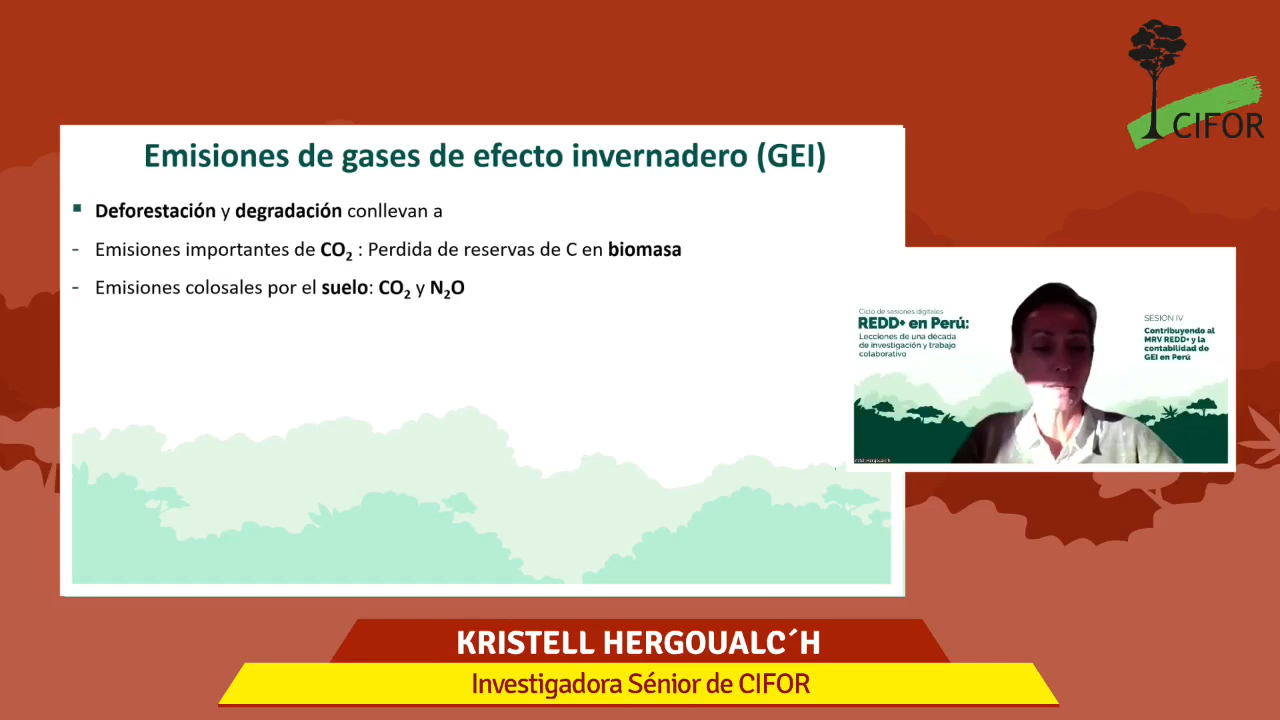 CIFOR
Emisiones de gases de efecto invernadero (GEI)
Deforestación y degradación conllevan a
- Emisiones importantes de CO₂ : Perdida de reservas de C en biomasa
- Emisiones colosales por el suelo: CO₂ y N₂O
Ciclo de sesiones digitales
REDD+ en Perú:
Lecciones de una década
de investigación y trabajo
colaborativo
SESIÓN IV
Contribuyendo al
MRV REDD+ y la
contabilidad de
GEI en Perú
KRISTELL HERGOUALC´H
Investigadora Sénior de CIFOR